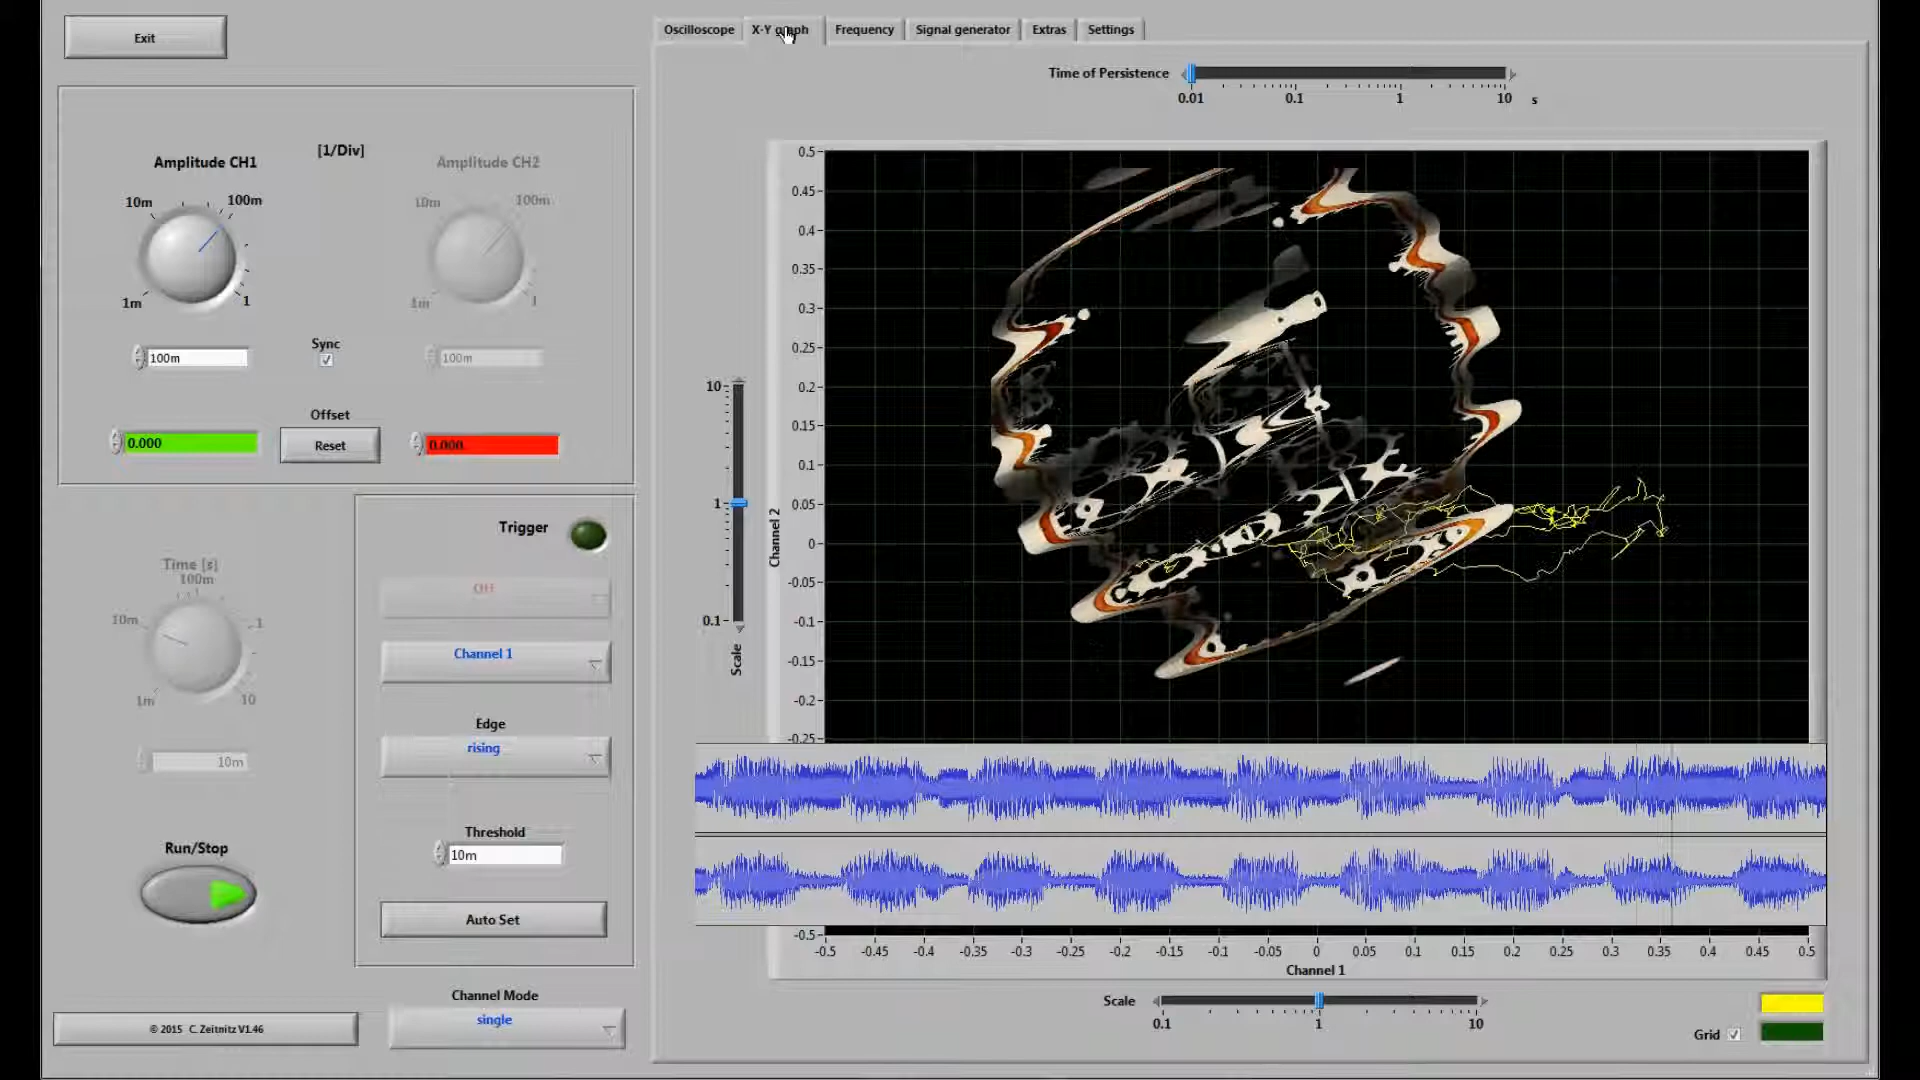 Exit
Oscilloscope X-Y graph Frequency Signal generator Extras Settings
Time of Persistence
0.01 0.1 1 10 s
Amplitude CH1 [1/Div] Amplitude CH2
10m 100m 10m 100m
1m 1 1m 1
100m Sync 100m
Offset
0.000 Reset 0.000
Trigger
Off
Channel 1
Edge
rising
Threshold
10m
Auto Set
Time [s]
100m
10m 1
1m 10
10m
Run/Stop
Channel Mode
single
© 2015 C. Zeitnitz V1.46
10
1
0.1
Scale
Channel 2
0.5
0.45
0.4
0.35
0.3
0.25
0.2
0.15
0.1
0.05
0
-0.05
-0.1
-0.15
-0.2
-0.25
-0.5
-0.5 -0.45 -0.4 -0.35 -0.3 -0.25 -0.2 -0.15 -0.1 -0.05 0 0.05 0.1 0.15 0.2 0.25 0.3 0.35 0.4 0.45 0.5
Channel 1
Scale
0.1 1 10
Grid